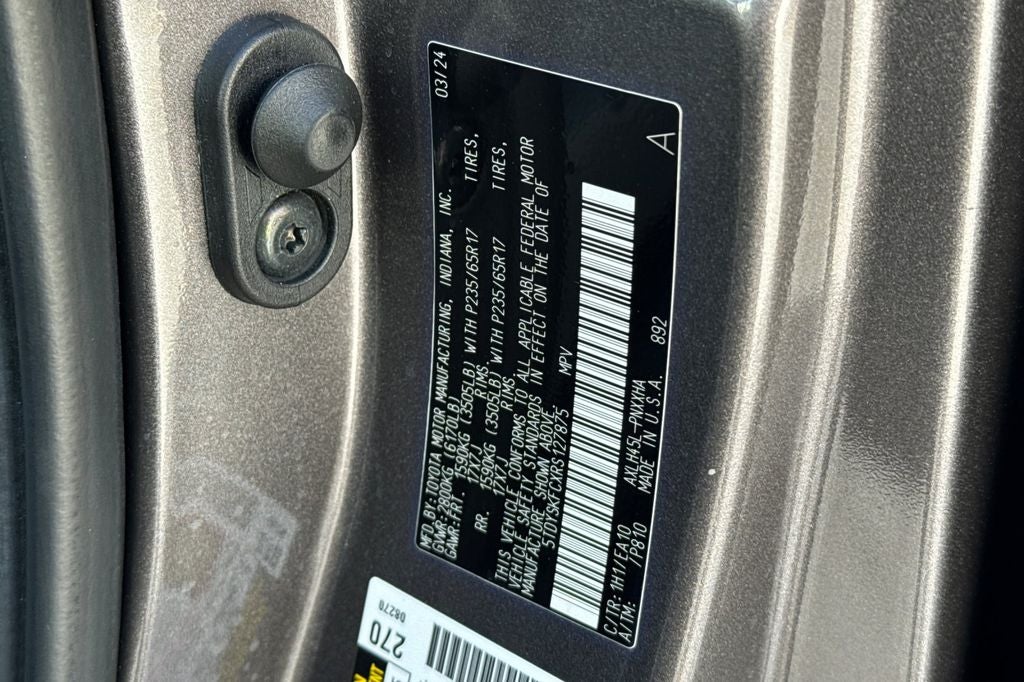 MFD.BY:TOYOTA MOTOR MANUFACTURING, INDIANA, INC. 03/24
GVWR:2800KG (6170LB)
GAWR:FRT. 1590KG (3505LB) WITH P235/65R17 TIRES,
17X7J RIMS,
RR. 1590KG (3505LB) WITH P235/65R17 TIRES,
17X7J RIMS.
THIS VEHICLE CONFORMS TO ALL APPLICABLE FEDERAL MOTOR
VEHICLE SAFETY STANDARDS IN EFFECT ON THE DATE OF
MANUFACTURE SHOWN ABOVE.
5TDYSKFCXRS127875 MPV
A
C/TR: 1H1/EA10 AXLH45L-PNXXHA 892
A/TM: /P810 MADE IN U.S.A.
270
08270